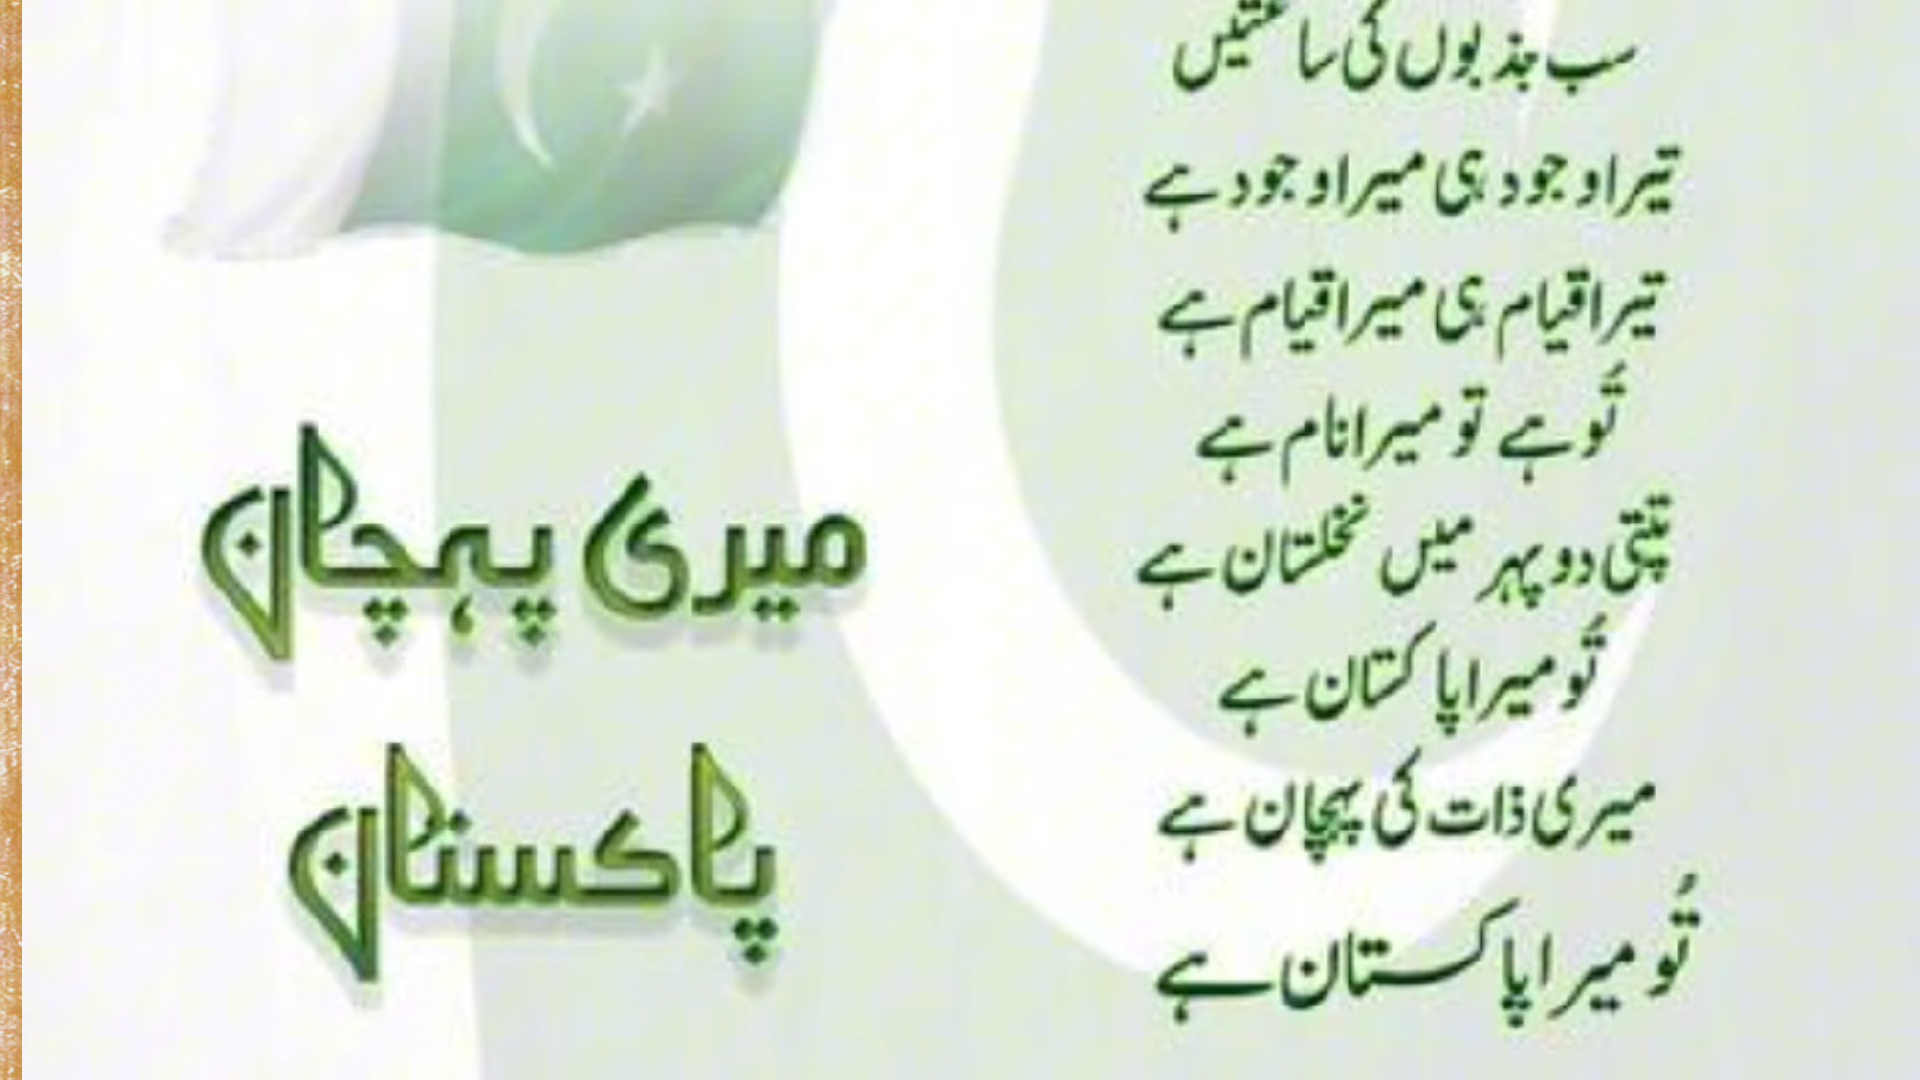 سب جذبوں کی ساعتیں
تیرا وجود ہی میرا وجود ہے
تیرا قیام ہی میرا قیام ہے
تُو ہے تو میرا نام ہے
تپتی دوپہر میں نخلستان ہے
تُو میرا پاکستان ہے
میری ذات کی پہچان ہے
تُو میرا پاکستان ہے
میری پہچان
پاکستان